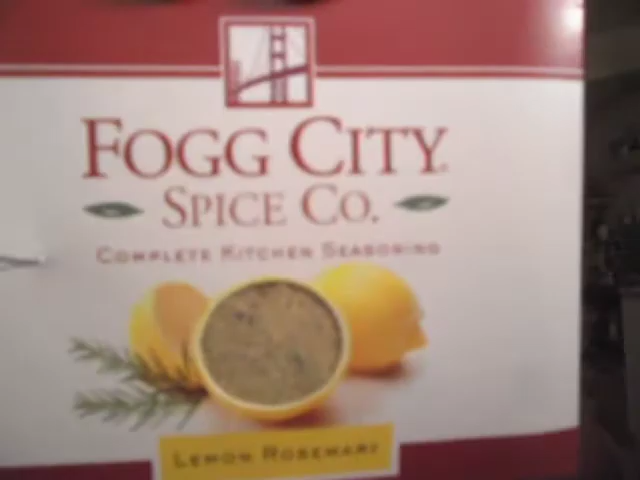 FOGG CITY
SPICE CO.
COMPLETE KITCHEN SEASONING
LEMON ROSEMARY